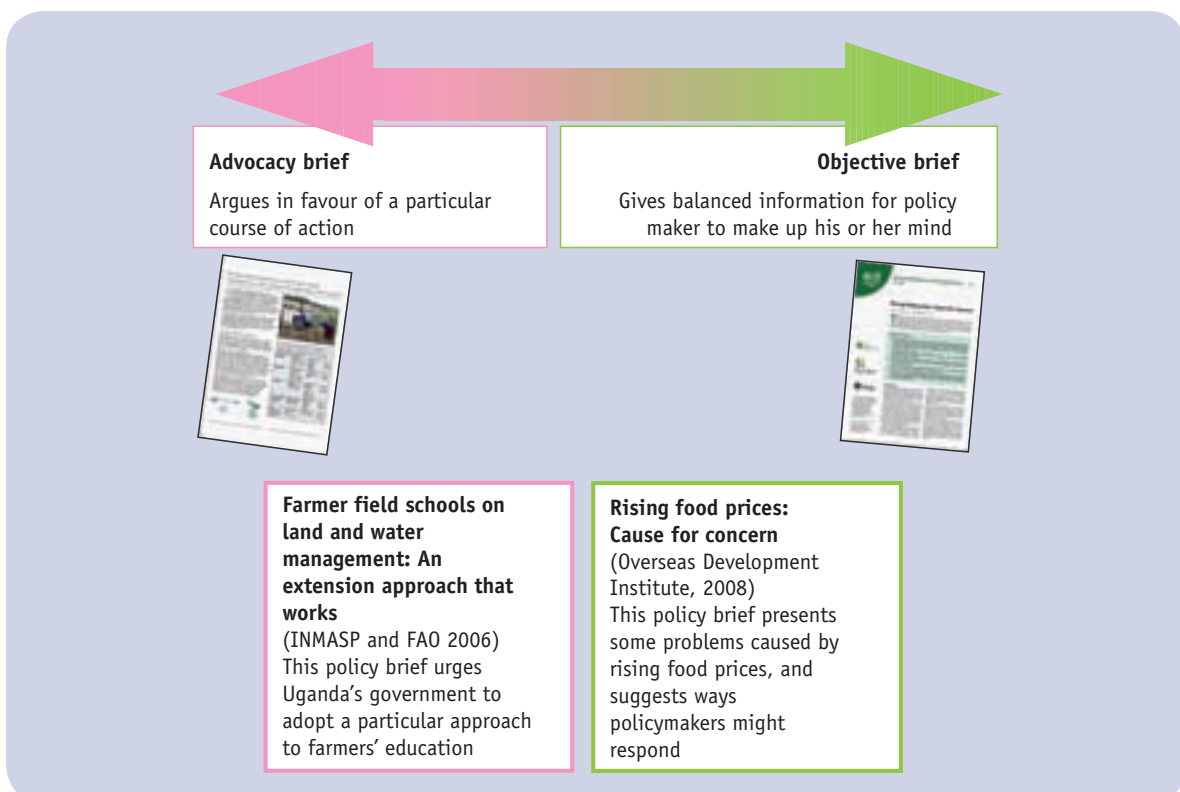 Advocacy brief
Argues in favour of a particular
course of action
Objective brief
Gives balanced information for policy
maker to make up his or her mind
Farmer field schools on
land and water
management: An
extension approach that
works
(INMASP and FAO 2006)
This policy brief urges
Uganda's government to
adopt a particular approach
to farmers' education
Rising food prices:
Cause for concern
(Overseas Development
Institute, 2008)
This policy brief presents
some problems caused by
rising food prices, and
suggests ways
policymakers might
respond